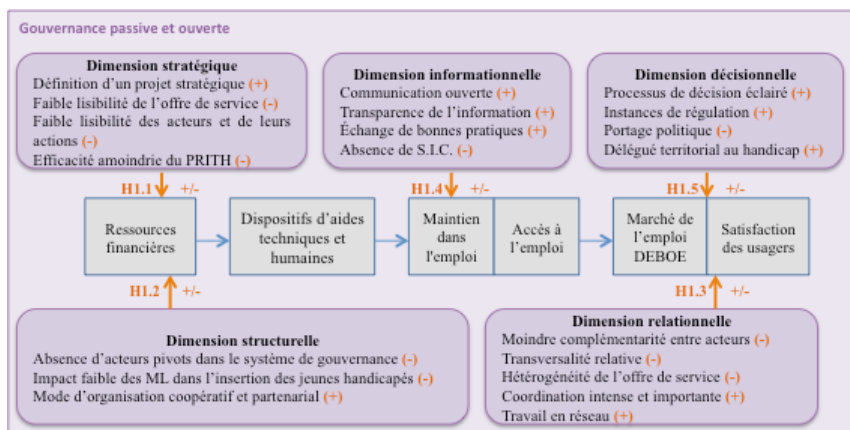 Gouvernance passive et ouverte
Dimension stratégique
Définition d'un projet stratégique (+)
Faible lisibilité de l'offre de service (-)
Faible lisibilité des acteurs et de leurs
actions (-)
Efficacité amoindrie du PRITH (-)
Dimension informationnelle
Communication ouverte (+)
Transparence de l'information (+)
Échange de bonnes pratiques (+)
Absence de S.I.C. (-)
Dimension décisionnelle
Processus de décision éclairé (+)
Instances de régulation (+)
Portage politique (-)
Délégué territorial au handicap (+)
H1.1 +/-
H1.4 +/-
H1.5 +/-
Ressources
financières
Dispositifs d'aides
techniques et
humaines
Maintien
dans
l'emploi
Accès à
l'emploi
Marché de
l'emploi
DEBOE
Satisfaction
des usagers
H1.2 +/-
H1.3 +/-
Dimension structurelle
Absence d'acteurs pivots dans le système de gouvernance (-)
Impact faible des ML dans l'insertion des jeunes handicapés (-)
Mode d'organisation coopératif et partenarial (+)
Dimension relationnelle
Moindre complémentarité entre acteurs (-)
Transversalité relative (-)
Hétérogénéité de l'offre de service (-)
Coordination intense et importante (+)
Travail en réseau (+)